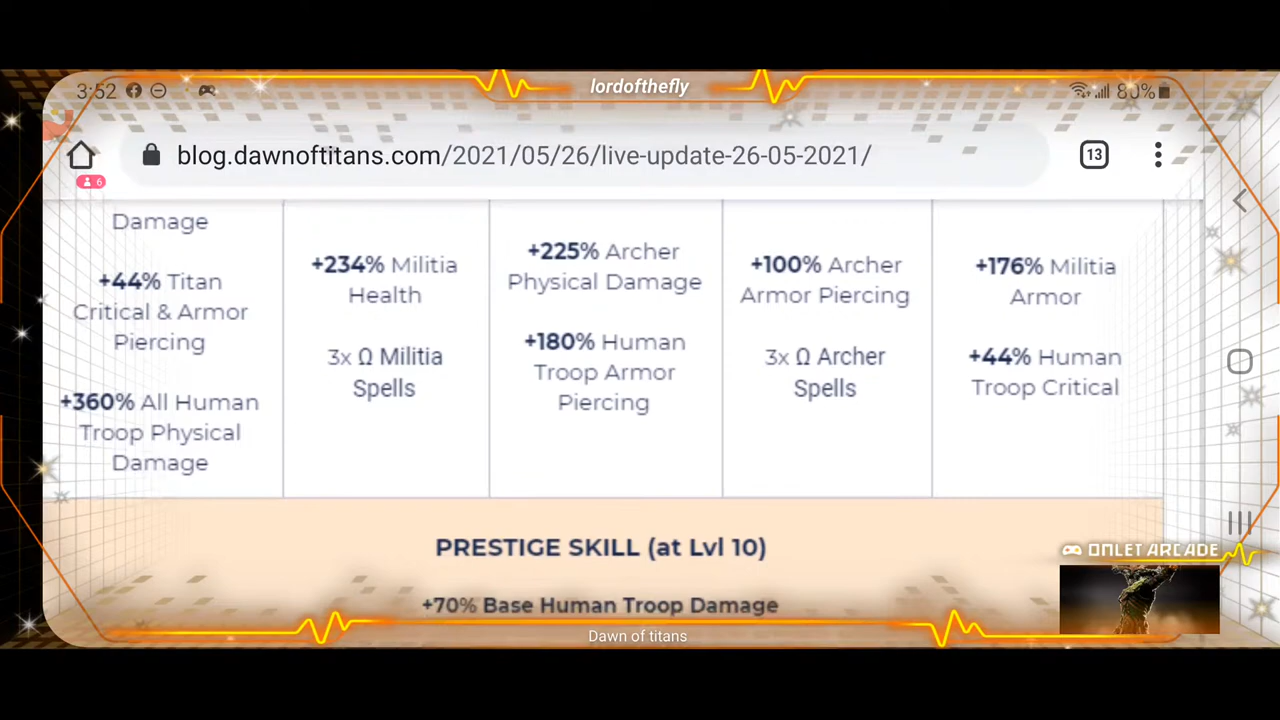 lordofthefly
3:52
80%
blog.dawnoftitans.com/2021/05/26/live-update-26-05-2021/
13
6
Damage
+44% Titan
Critical & Armor
Piercing
+360% All Human
Troop Physical
Damage
+234% Militia
Health
3x Ω Militia
Spells
+225% Archer
Physical Damage
+180% Human
Troop Armor
Piercing
+100% Archer
Armor Piercing
3x Ω Archer
Spells
+176% Militia
Armor
+44% Human
Troop Critical
PRESTIGE SKILL (at Lvl 10)
+70% Base Human Troop Damage
OMLET ARCADE
Dawn of titans